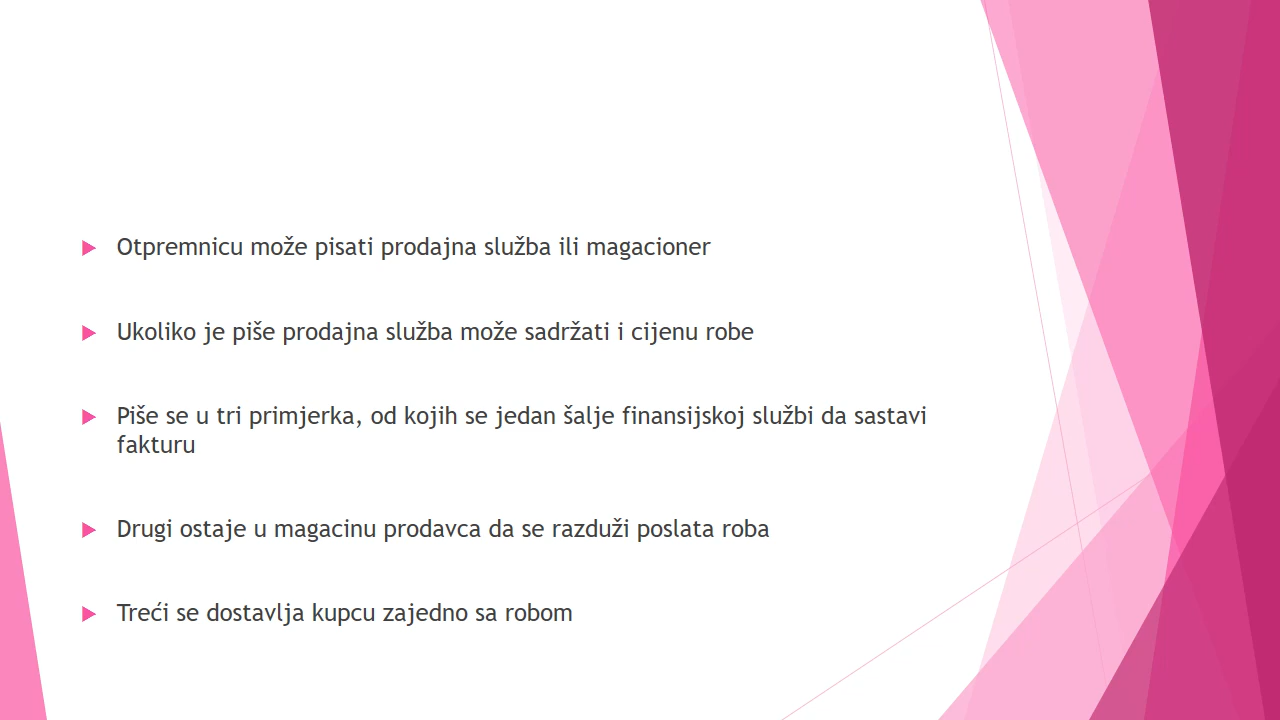 Otpremnicu može pisati prodajna služba ili magacioner
Ukoliko je piše prodajna služba može sadržati i cijenu robe
Piše se u tri primjerka, od kojih se jedan šalje finansijskoj službi da sastavi
fakturu
Drugi ostaje u magacinu prodavca da se razduži poslata roba
Treći se dostavlja kupcu zajedno sa robom